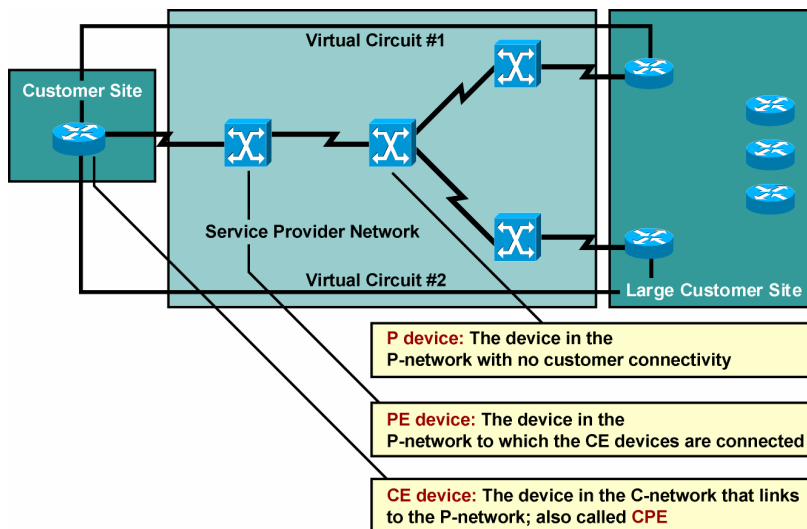 Virtual Circuit #1
Customer Site
Service Provider Network
Virtual Circuit #2
Large Customer Site
P device: The device in the
P-network with no customer connectivity
PE device: The device in the
P-network to which the CE devices are connected
CE device: The device in the C-network that links
to the P-network; also called CPE